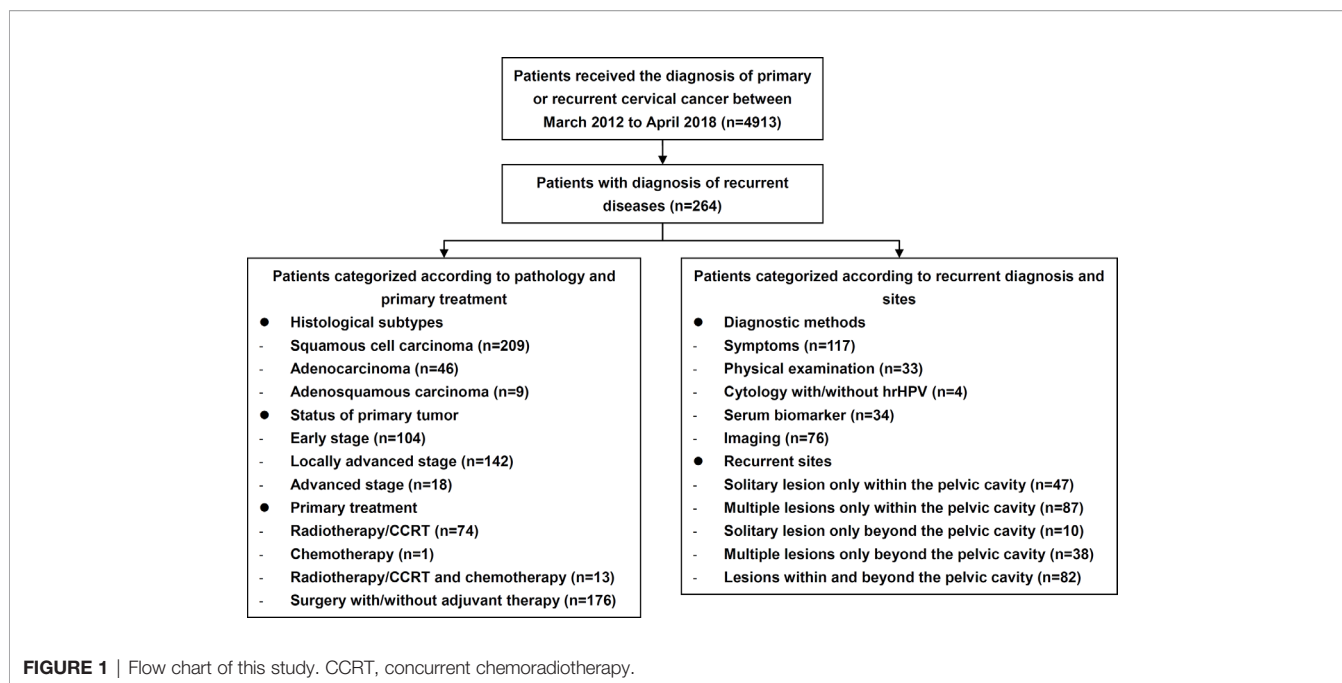 Patients received the diagnosis of primary
or recurrent cervical cancer between
March 2012 to April 2018 (n=4913)
Patients with diagnosis of recurrent
diseases (n=264)
Patients categorized according to pathology and
primary treatment
● Histological subtypes
- Squamous cell carcinoma (n=209)
- Adenocarcinoma (n=46)
- Adenosquamous carcinoma (n=9)
● Status of primary tumor
- Early stage (n=104)
- Locally advanced stage (n=142)
- Advanced stage (n=18)
● Primary treatment
- Radiotherapy/CCRT (n=74)
- Chemotherapy (n=1)
- Radiotherapy/CCRT and chemotherapy (n=13)
- Surgery with/without adjuvant therapy (n=176)
Patients categorized according to recurrent diagnosis and
sites
● Diagnostic methods
- Symptoms (n=117)
- Physical examination (n=33)
- Cytology with/without hrHPV (n=4)
- Serum biomarker (n=34)
- Imaging (n=76)
● Recurrent sites
- Solitary lesion only within the pelvic cavity (n=47)
- Multiple lesions only within the pelvic cavity (n=87)
- Solitary lesion only beyond the pelvic cavity (n=10)
- Multiple lesions only beyond the pelvic cavity (n=38)
- Lesions within and beyond the pelvic cavity (n=82)
FIGURE 1 | Flow chart of this study. CCRT, concurrent chemoradiotherapy.